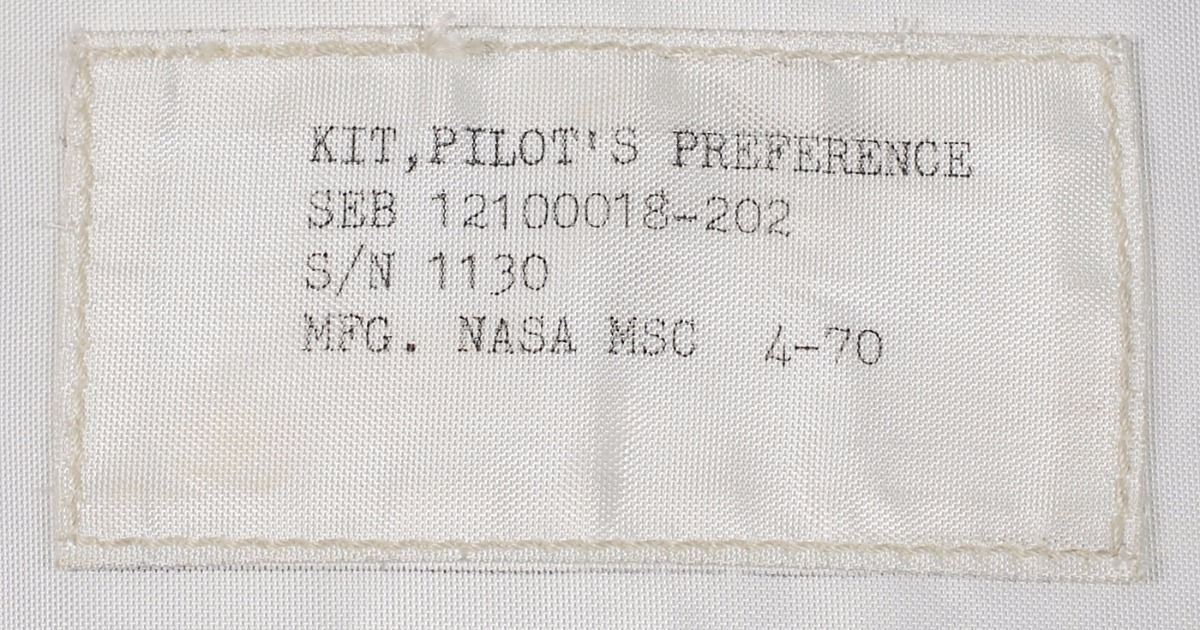 KIT,PILOT'S PREFERENCE
SEB 12100018-202
S/N 1130
MFG. NASA MSC 4-70